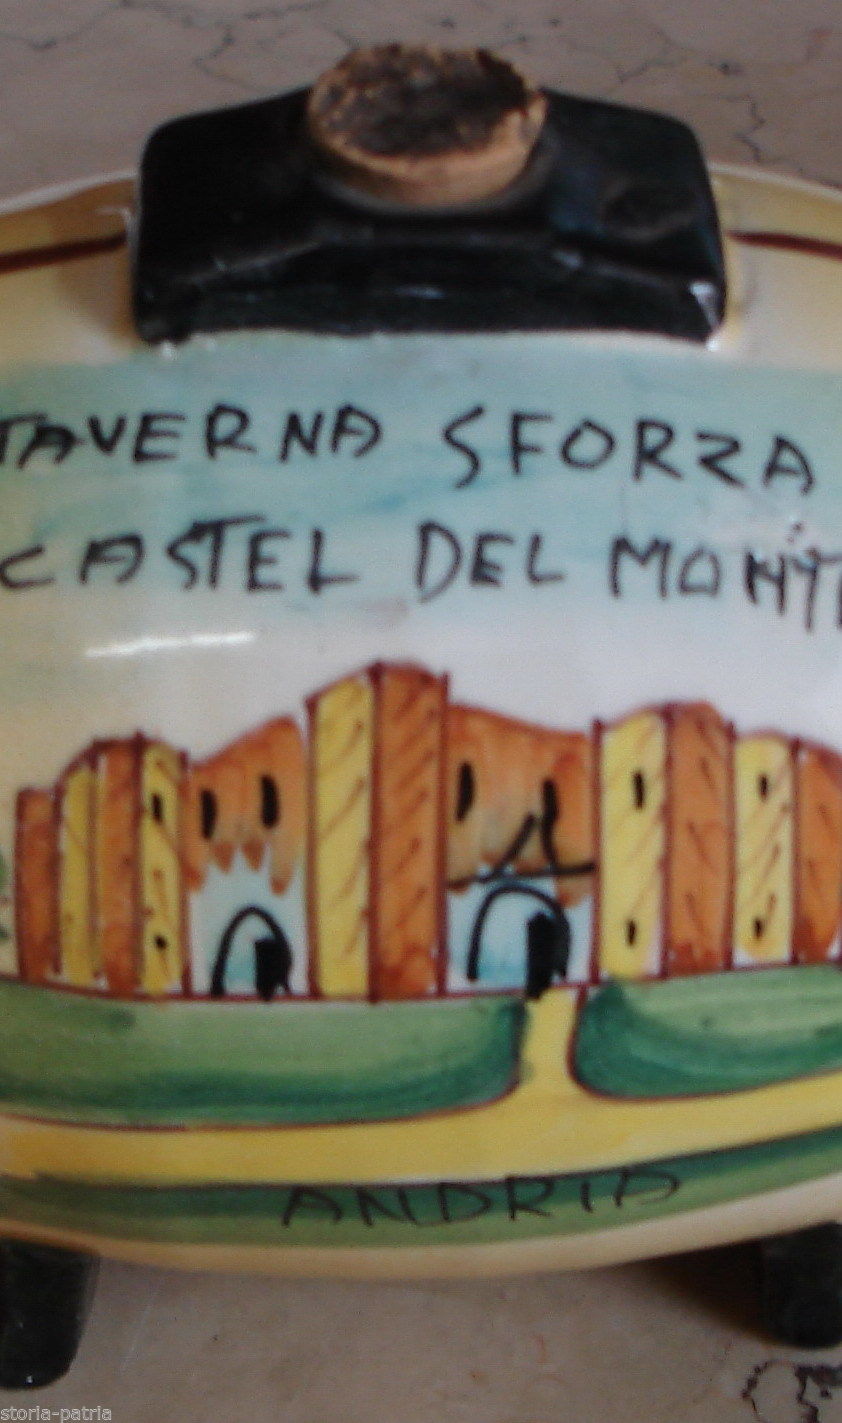 TAVERNA SFORZA
CASTEL DEL MONTE
ANDRIA
storia-patria